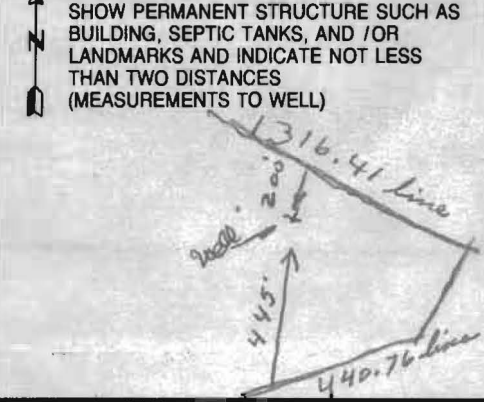 SHOW PERMANENT STRUCTURE SUCH AS
N
BUILDING, SEPTIC TANKS, AND /OR
LANDMARKS AND INDICATE NOT LESS
THAN TWO DISTANCES
(MEASUREMENTS TO WELL)
1316.41 line
200'
well
445'
440.76 line